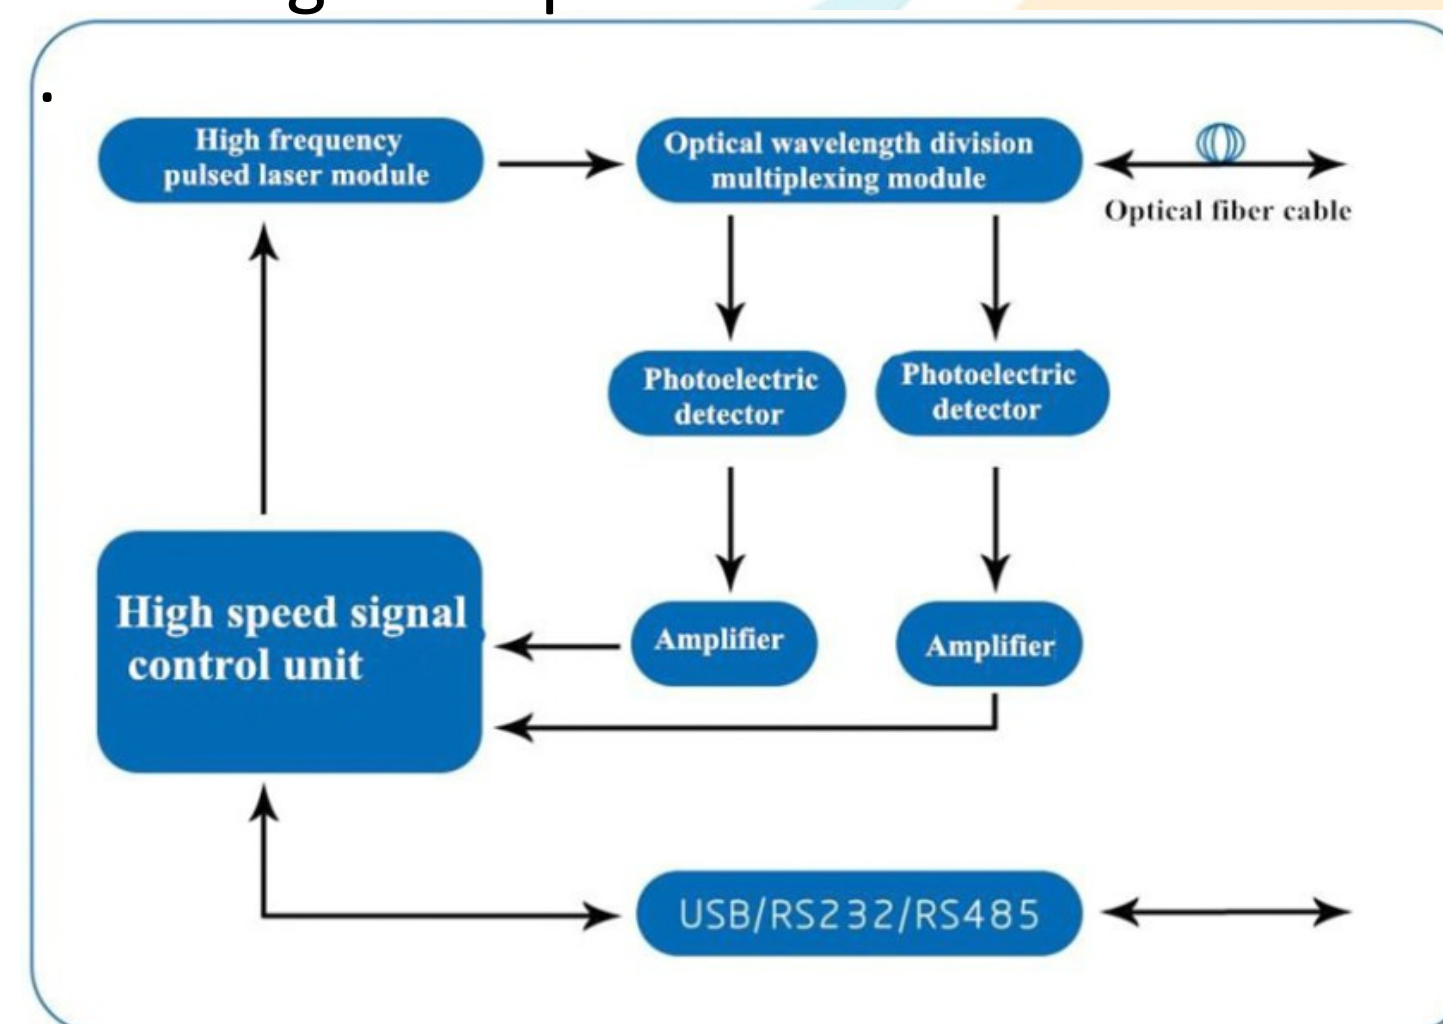 High frequency
pulsed laser module
Optical wavelength division
multiplexing module
Optical fiber cable
Photoelectric
detector
Photoelectric
detector
High speed signal
control unit
Amplifier
Amplifier
USB/RS232/RS485